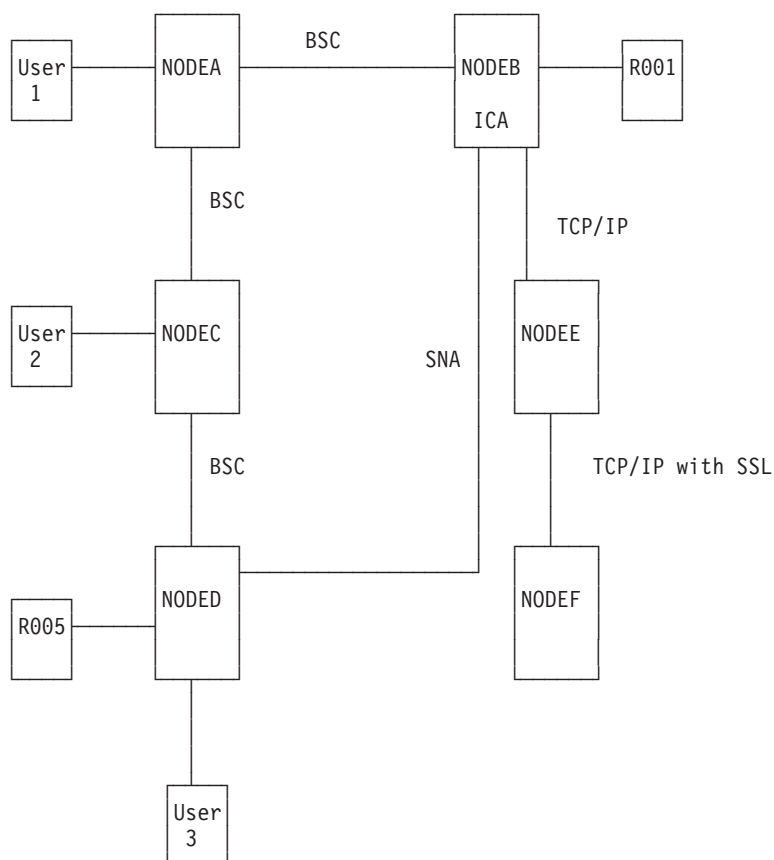 BSC
User
1
NODEA
NODEB
R001
ICA
BSC
TCP/IP
User
2
NODEC
NODEE
SNA
BSC
TCP/IP with SSL
R005
NODED
NODEF
User
3